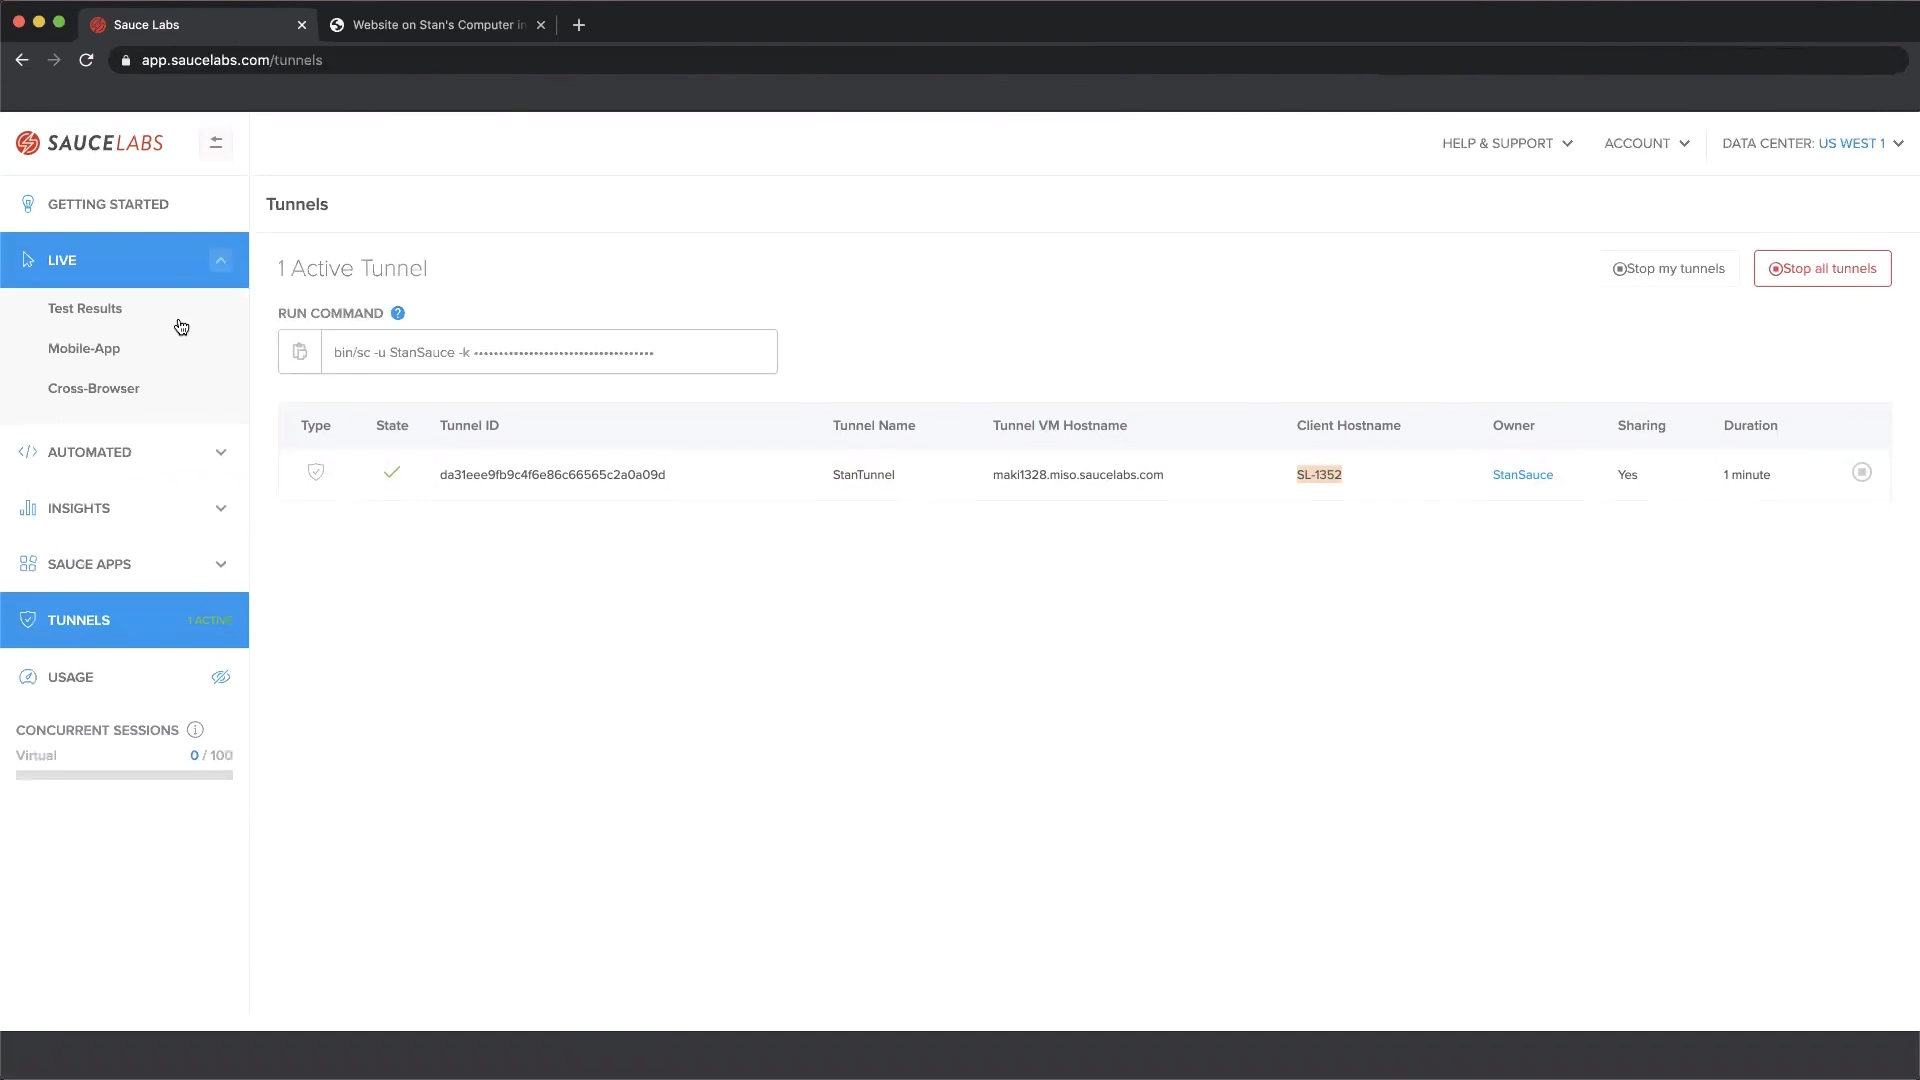 Sauce Labs
Website on Stan's Computer in
app.saucelabs.com/tunnels
SAUCELABS
HELP & SUPPORT
ACCOUNT
DATA CENTER: US WEST 1
GETTING STARTED
Tunnels
LIVE
1 Active Tunnel
Stop my tunnels
Stop all tunnels
Test Results
RUN COMMAND ?
Mobile-App
bin/sc -u StanSauce -k ••••••••••••••••••••••••••••••••••••
Cross-Browser
Type State Tunnel ID Tunnel Name Tunnel VM Hostname Client Hostname Owner Sharing Duration
AUTOMATED
da31eee9fb9c4f6e86c66565c2a0a09d StanTunnel maki1328.miso.saucelabs.com SL-1352 StanSauce Yes 1 minute
INSIGHTS
SAUCE APPS
TUNNELS 1 ACTIVE
USAGE
CONCURRENT SESSIONS
Virtual 0 / 100